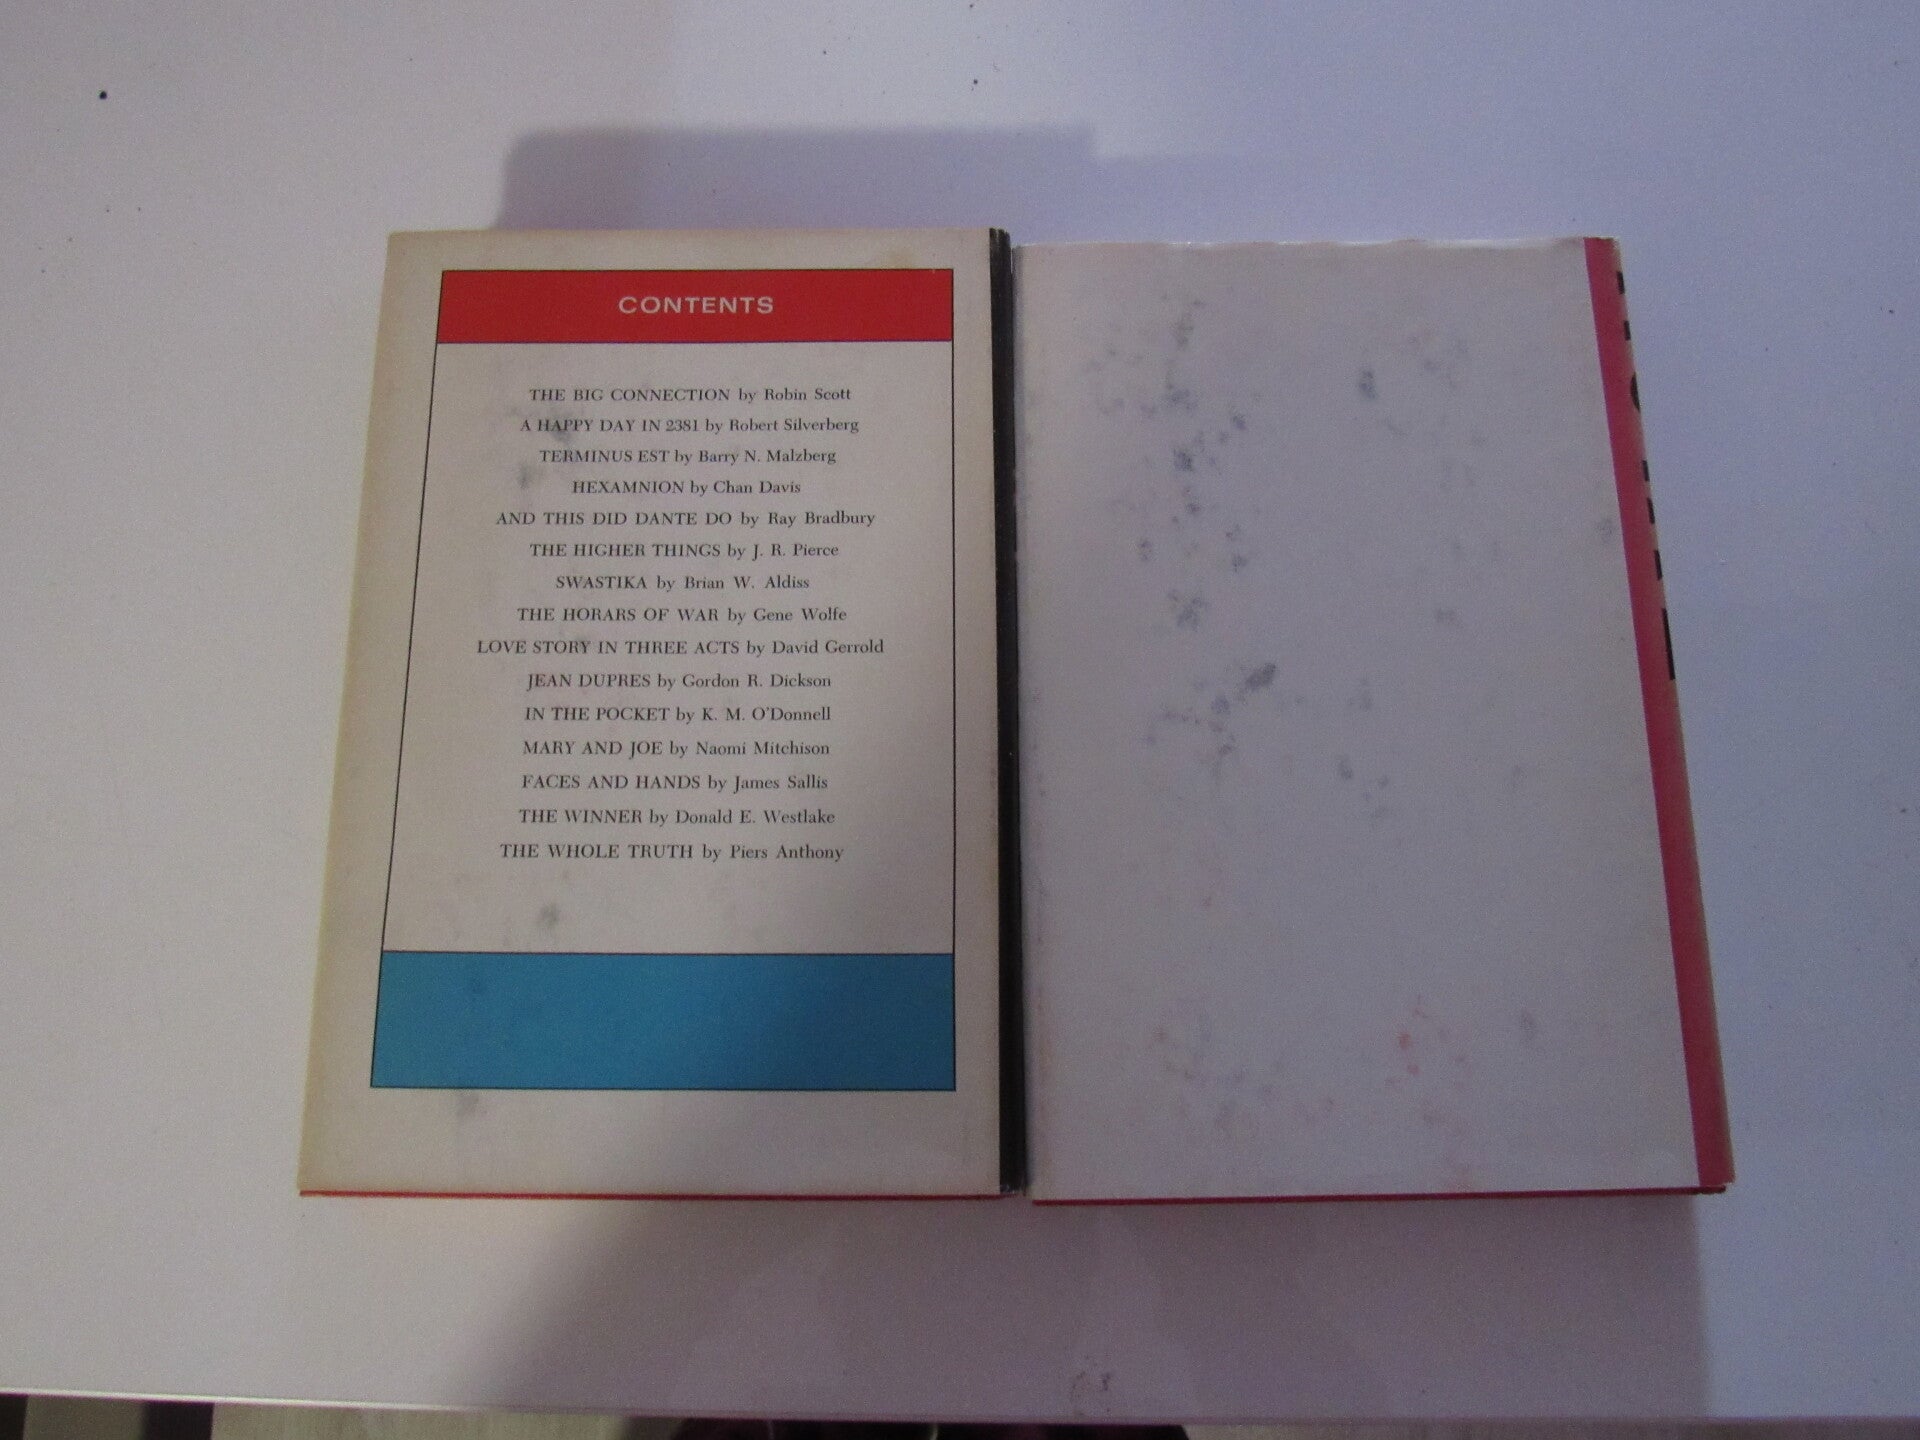 CONTENTS
THE BIG CONNECTION by Robin Scott
A HAPPY DAY IN 2381 by Robert Silverberg
TERMINUS EST by Barry N. Malzberg
HEXAMNION by Chan Davis
AND THIS DID DANTE DO by Ray Bradbury
THE HIGHER THINGS by J. R. Pierce
SWASTIKA by Brian W. Aldiss
THE HORARS OF WAR by Gene Wolfe
LOVE STORY IN THREE ACTS by David Gerrold
JEAN DUPRES by Gordon R. Dickson
IN THE POCKET by K. M. O'Donnell
MARY AND JOE by Naomi Mitchison
FACES AND HANDS by James Sallis
THE WINNER by Donald E. Westlake
THE WHOLE TRUTH by Piers Anthony